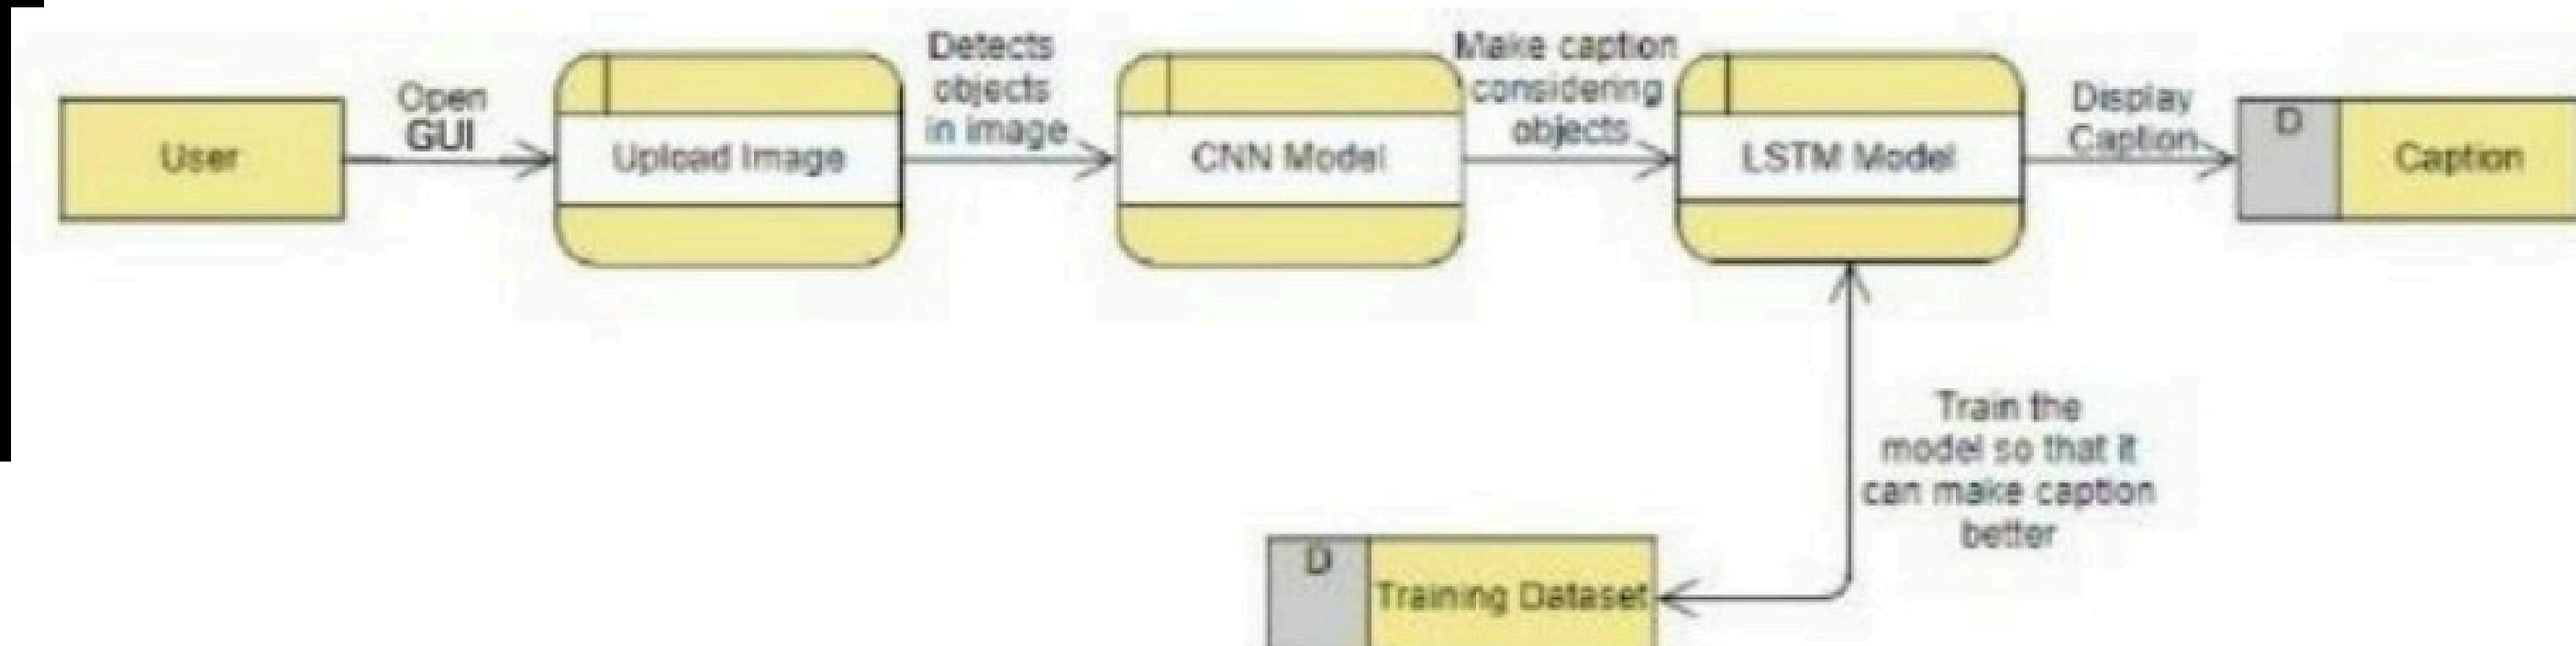 User
Open
GUI
Upload Image
Detects
objects
in image
CNN Model
Make caption
considering
objects
LSTM Model
Display
Caption
D
Caption
Train the
model so that it
can make caption
better
D
Training Dataset